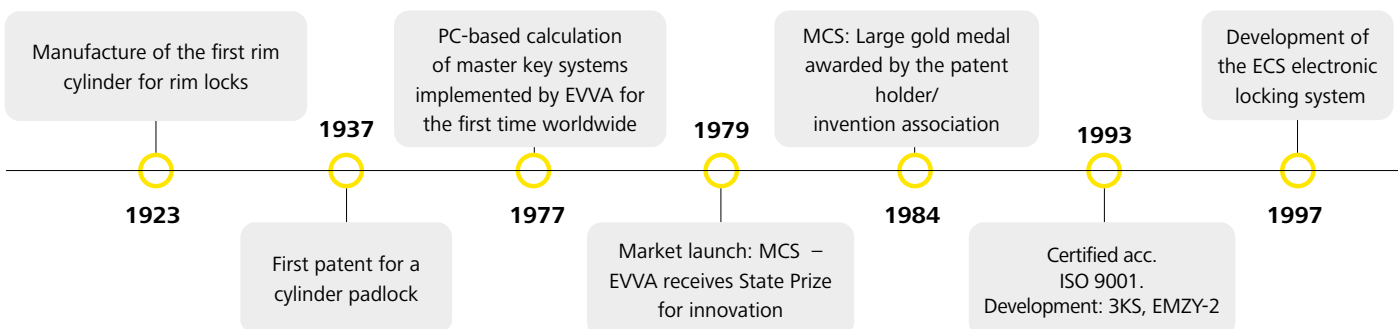 Manufacture of the first rim
cylinder for rim locks
1923
1937
First patent for a
cylinder padlock
PC-based calculation
of master key systems
implemented by EVVA for
the first time worldwide
1977
1979
Market launch: MCS –
EVVA receives State Prize
for innovation
MCS: Large gold medal
awarded by the patent
holder/
invention association
1984
1993
Certified acc.
ISO 9001.
Development: 3KS, EMZY-2
Development of
the ECS electronic
locking system
1997